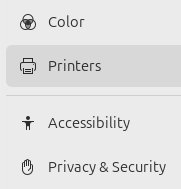 Color
Printers
Accessibility
Privacy & Security